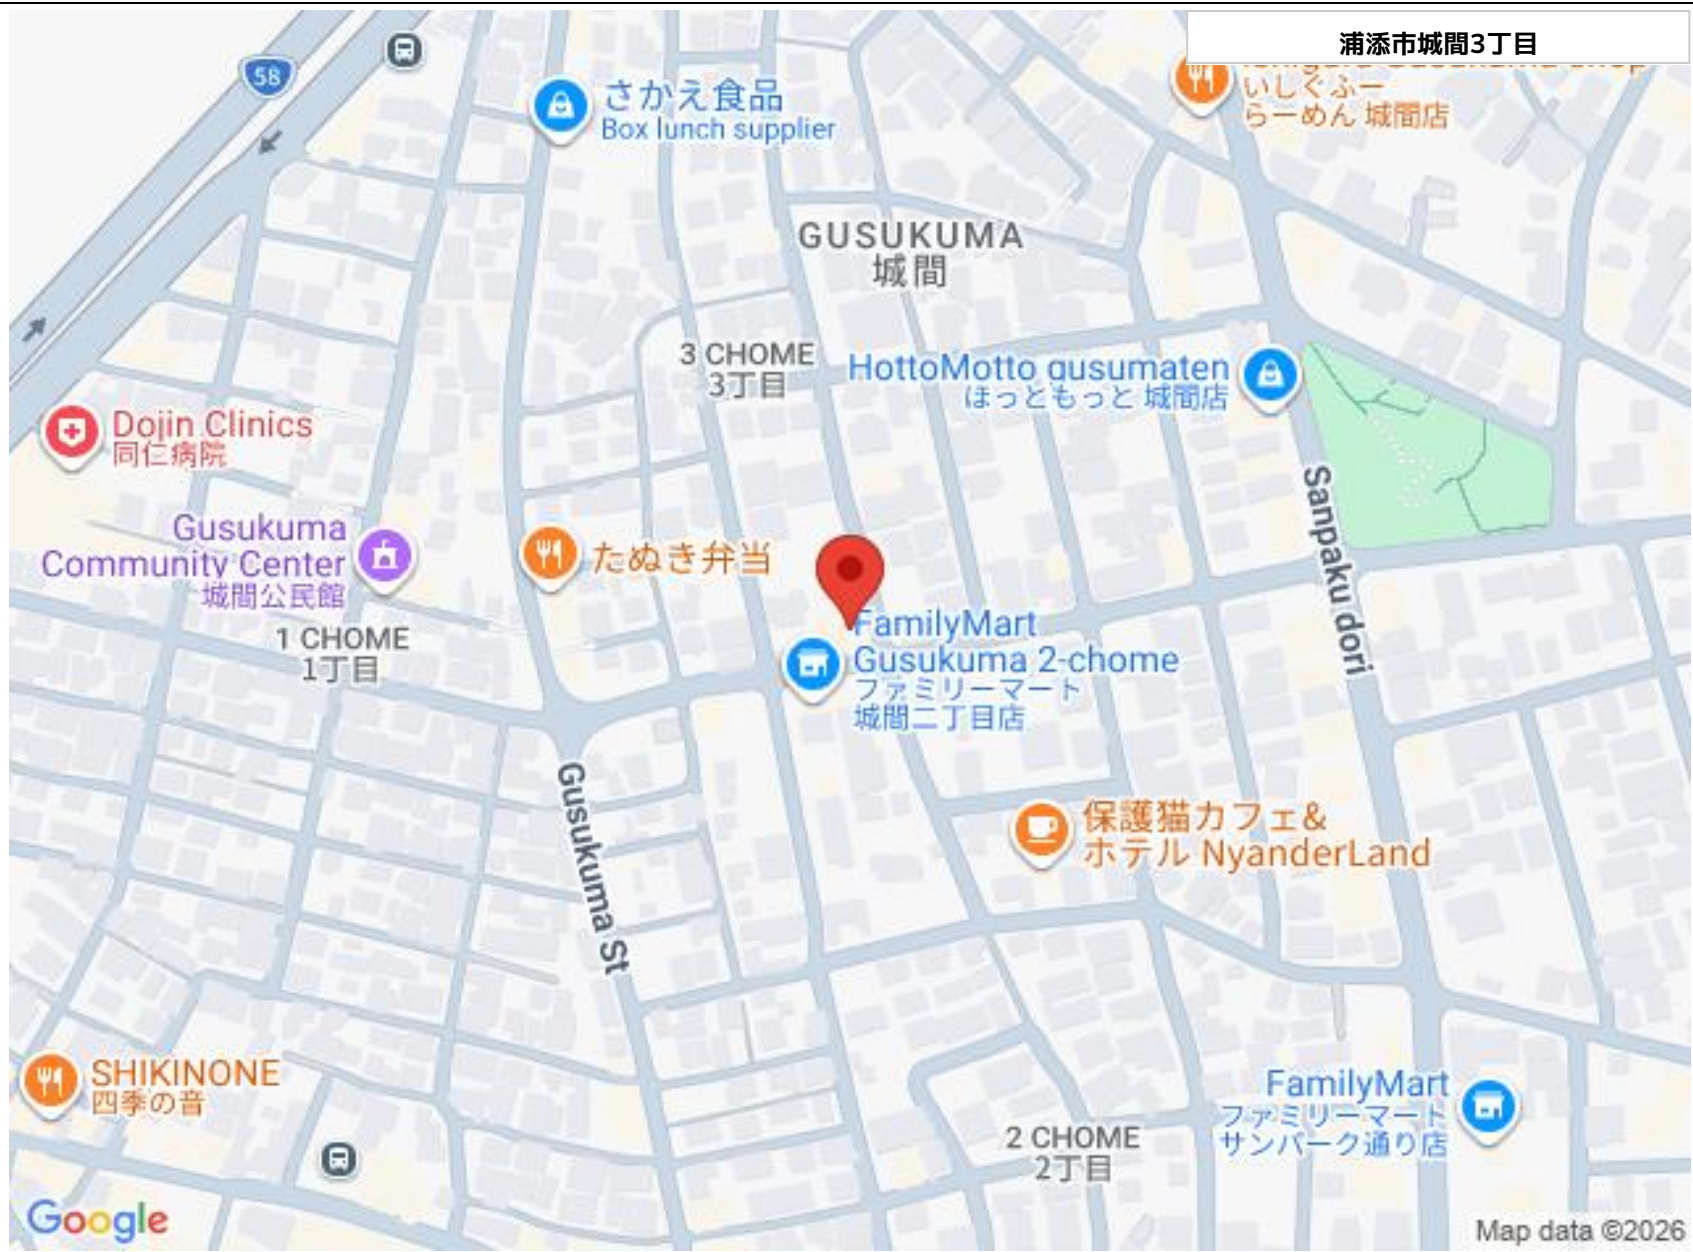 浦添市城間3丁目
58
さかえ食品
Box lunch supplier
いしぐふー
らーめん 城間店
GUSUKUMA
城間
3 CHOME
3丁目
HottoMotto gusumaten
ほっともっと 城間店
Dojin Clinics
同仁病院
Gusukuma
Community Center
城間公民館
たぬき弁当
Sanpaku dori
1 CHOME
1丁目
FamilyMart
Gusukuma 2-chome
ファミリーマート
城間二丁目店
Gusukuma St
保護猫カフェ&
ホテル NyanderLand
SHIKINONE
四季の音
FamilyMart
ファミリーマート
サンパーク通り店
2 CHOME
2丁目
Google
Map data ©2026